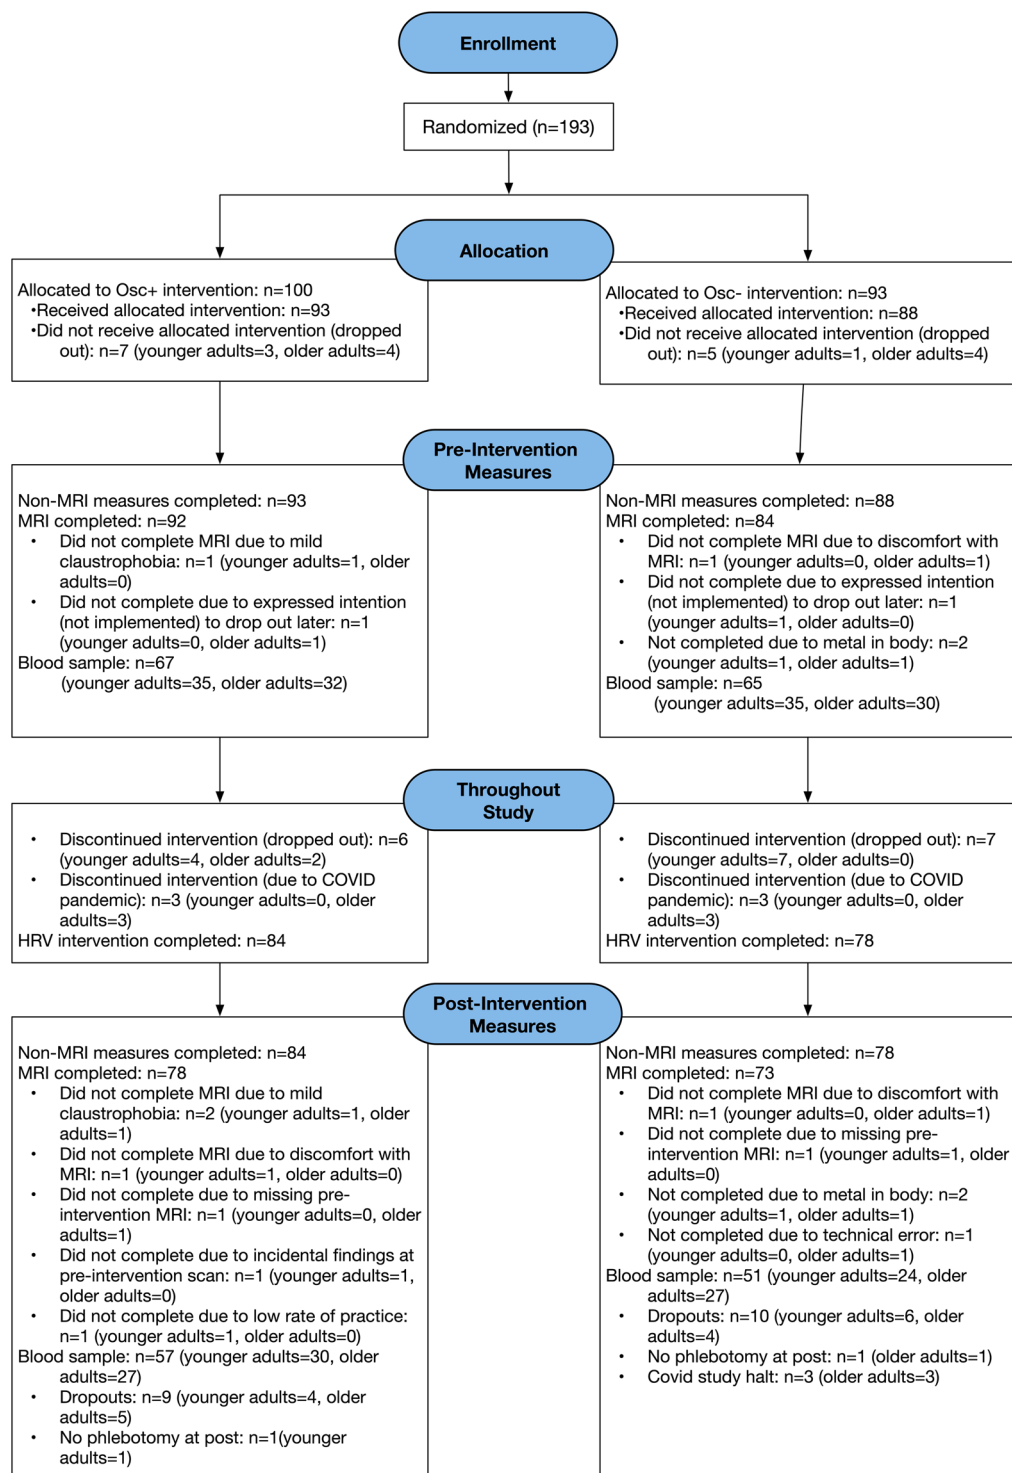 Enrollment
Randomized (n=193)
Allocation
Allocated to Osc+ intervention: n=100
•Received allocated intervention: n=93
•Did not receive allocated intervention (dropped
out): n=7 (younger adults=3, older adults=4)
Allocated to Osc- intervention: n=93
•Received allocated intervention: n=88
•Did not receive allocated intervention (dropped
out): n=5 (younger adults=1, older adults=4)
Pre-Intervention
Measures
Non-MRI measures completed: n=93
MRI completed: n=92
• Did not complete MRI due to mild
claustrophobia: n=1 (younger adults=1, older
adults=0)
• Did not complete due to expressed intention
(not implemented) to drop out later: n=1
(younger adults=0, older adults=1)
Blood sample: n=67
(younger adults=35, older adults=32)
Non-MRI measures completed: n=88
MRI completed: n=84
• Did not complete MRI due to discomfort with
MRI: n=1 (younger adults=0, older adults=1)
• Did not complete due to expressed intention
(not implemented) to drop out later: n=1
(younger adults=1, older adults=0)
• Not completed due to metal in body: n=2
(younger adults=1, older adults=1)
Blood sample: n=65
(younger adults=35, older adults=30)
Throughout
Study
• Discontinued intervention (dropped out): n=6
(younger adults=4, older adults=2)
• Discontinued intervention (due to COVID
pandemic): n=3 (younger adults=0, older
adults=3)
HRV intervention completed: n=84
• Discontinued intervention (dropped out): n=7
(younger adults=7, older adults=0)
• Discontinued intervention (due to COVID
pandemic): n=3 (younger adults=0, older
adults=3)
HRV intervention completed: n=78
Post-Intervention
Measures
Non-MRI measures completed: n=84
MRI completed: n=78
• Did not complete MRI due to mild
claustrophobia: n=2 (younger adults=1, older
adults=1)
• Did not complete MRI due to discomfort with
MRI: n=1 (younger adults=1, older adults=0)
• Did not complete due to missing pre-
intervention MRI: n=1 (younger adults=0, older
adults=1)
• Did not complete due to incidental findings at
pre-intervention scan: n=1 (younger adults=1,
older adults=0)
• Did not complete due to low rate of practice:
n=1 (younger adults=1, older adults=0)
Blood sample: n=57 (younger adults=30, older
adults=27)
• Dropouts: n=9 (younger adults=4, older
adults=5)
• No phlebotomy at post: n=1(younger
adults=1)
Non-MRI measures completed: n=78
MRI completed: n=73
• Did not complete MRI due to discomfort with
MRI: n=1 (younger adults=0, older adults=1)
• Did not complete due to missing pre-
intervention MRI: n=1 (younger adults=1, older
adults=0)
• Not completed due to metal in body: n=2
(younger adults=1, older adults=1)
• Not completed due to technical error: n=1
(younger adults=0, older adults=1)
Blood sample: n=51 (younger adults=24, older
adults=27)
• Dropouts: n=10 (younger adults=6, older
adults=4)
• No phlebotomy at post: n=1 (older adults=1)
• Covid study halt: n=3 (older adults=3)